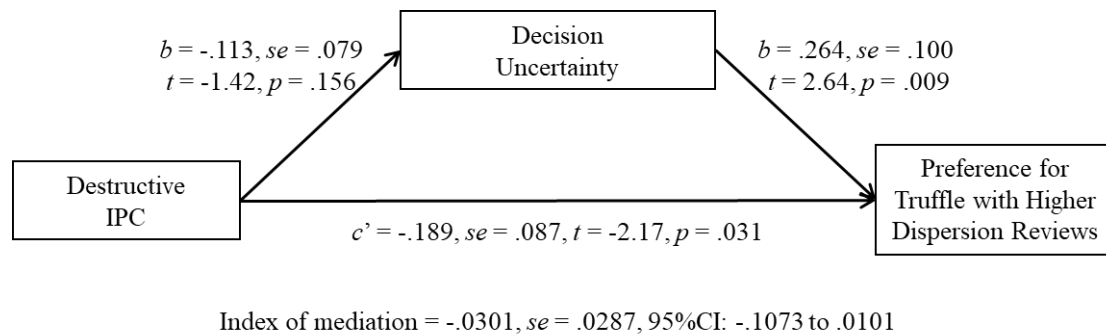 b = -.113, se = .079
t = -1.42, p = .156
Decision
Uncertainty
b = .264, se = .100
t = 2.64, p = .009
Destructive
IPC
Preference for
Truffle with Higher
Dispersion Reviews
c’ = -.189, se = .087, t = -2.17, p = .031
Index of mediation = -.0301, se = .0287, 95%CI: -.1073 to .0101